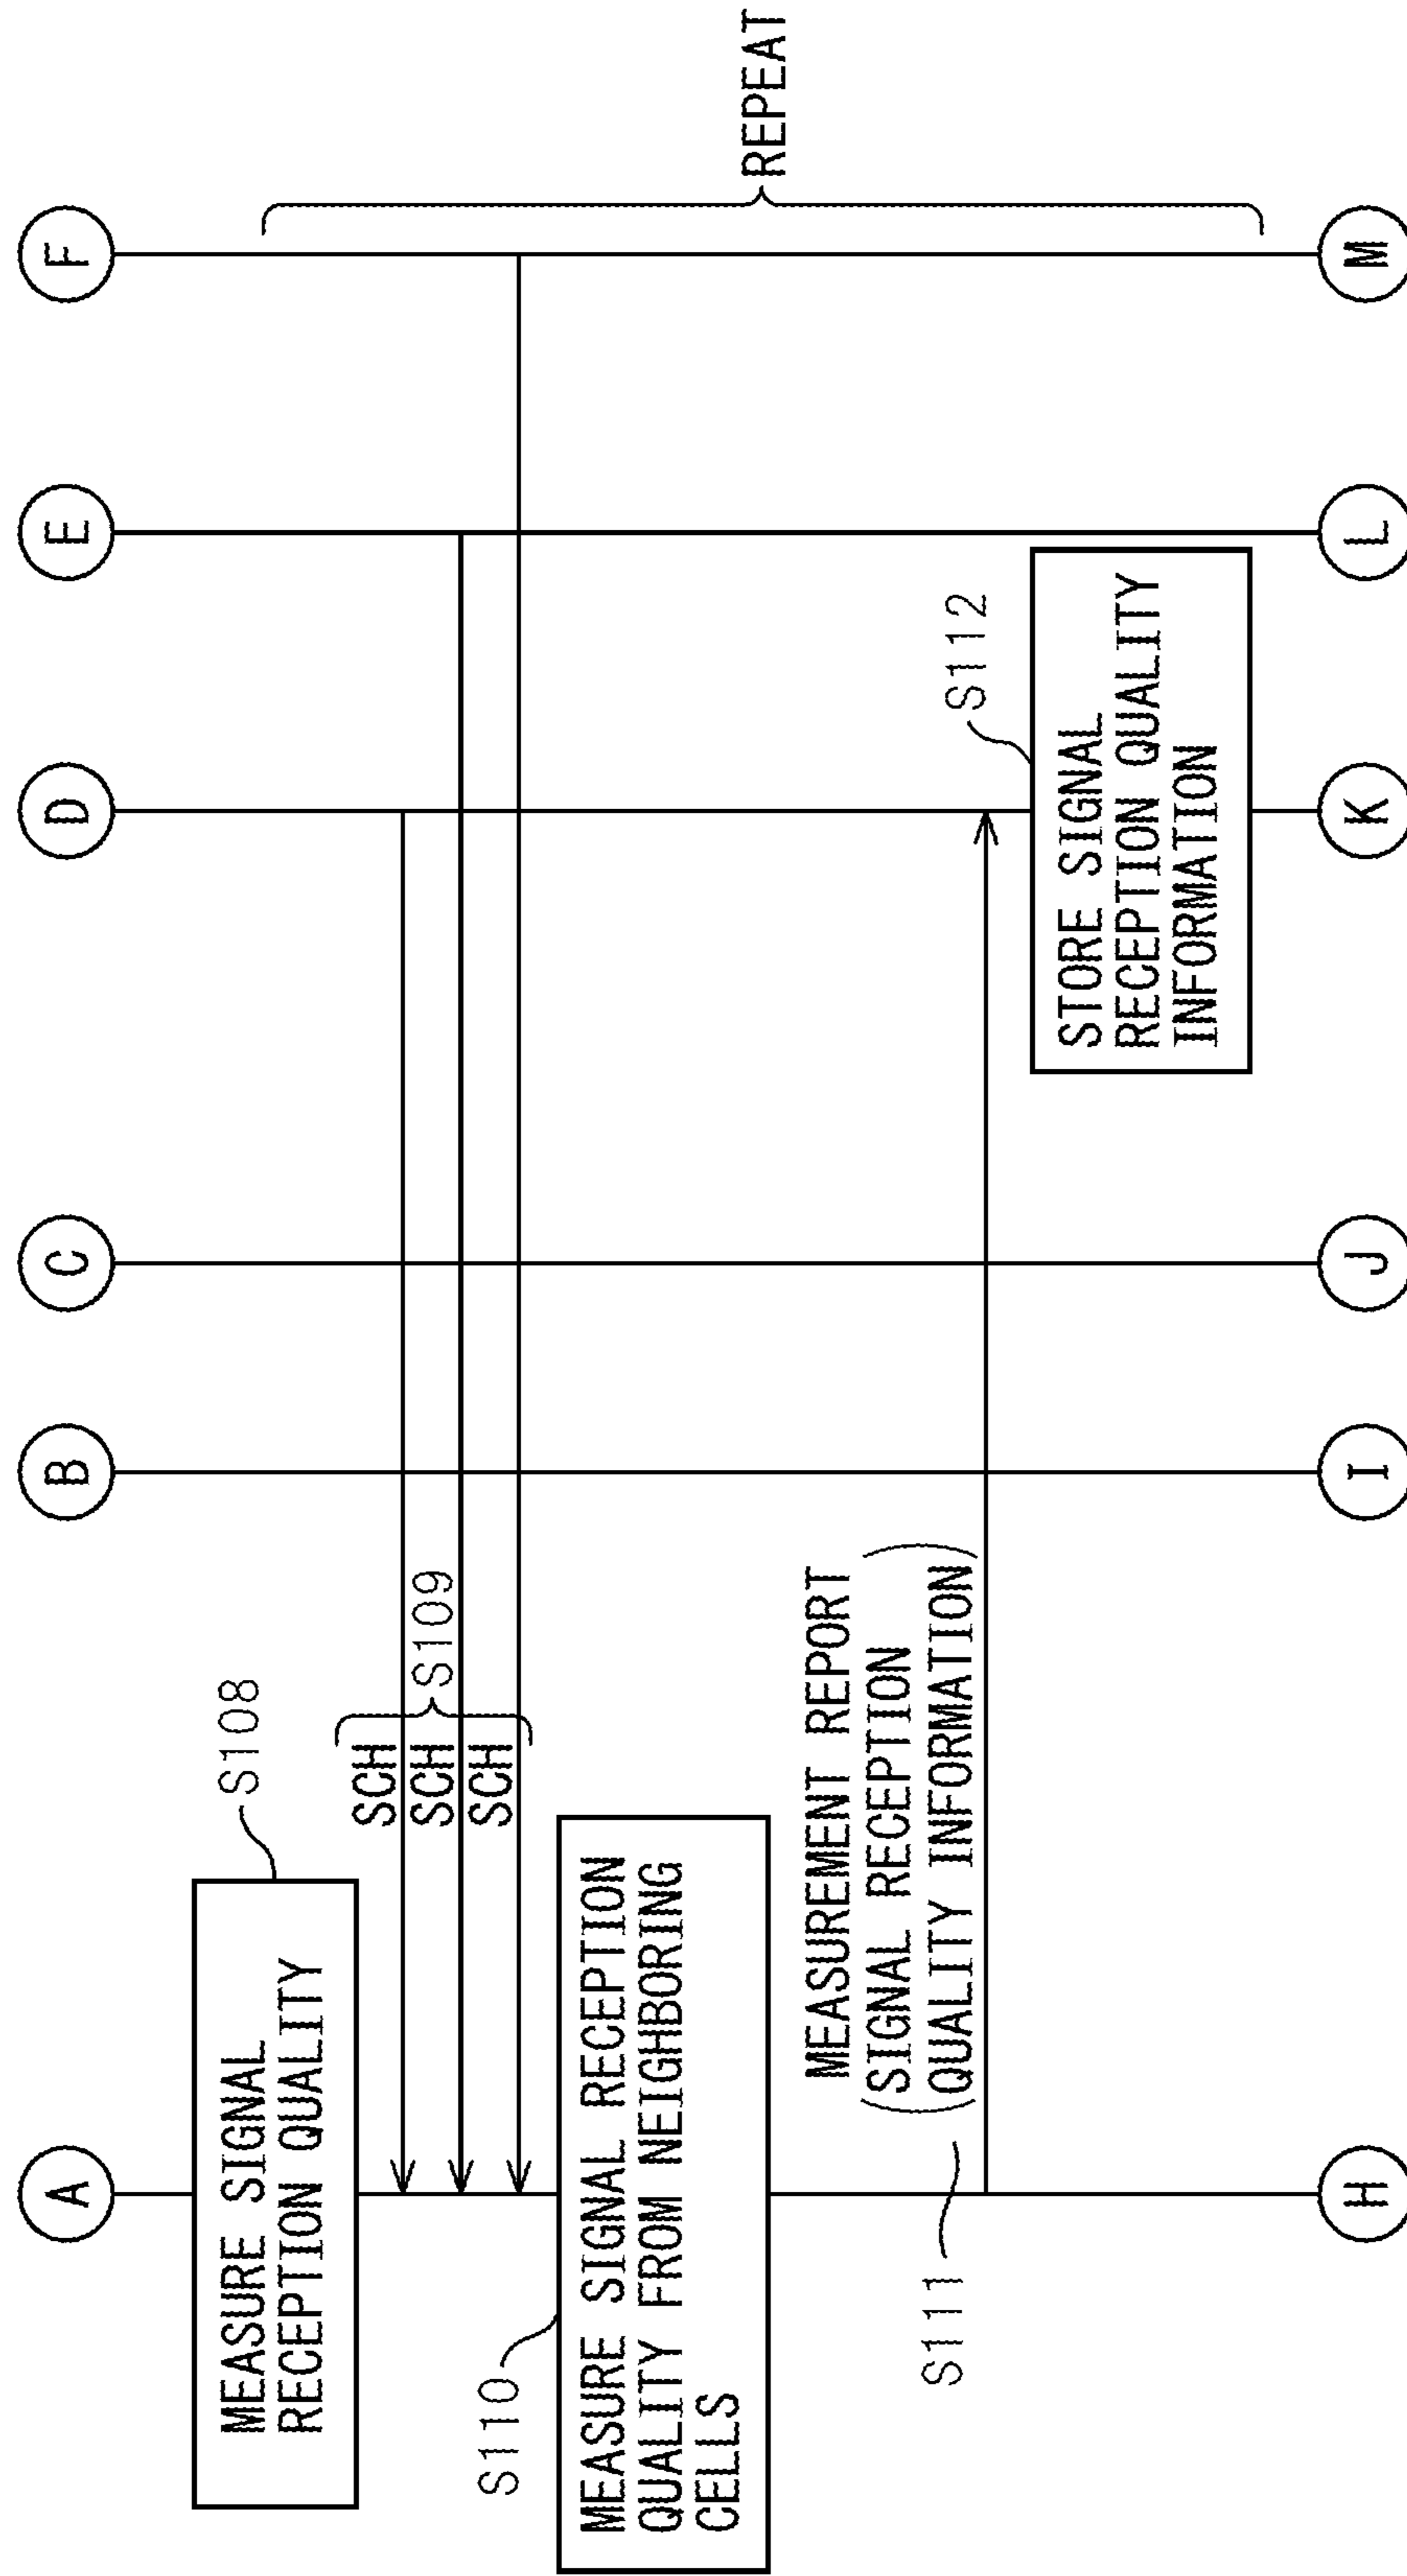 A
B
C
D
E
F
MEASURE SIGNAL
RECEPTION QUALITY
S108
SCH
SCH
SCH
S109
S110
MEASURE SIGNAL RECEPTION
QUALITY FROM NEIGHBORING
CELLS
MEASUREMENT REPORT
SIGNAL RECEPTION
QUALITY INFORMATION
S111
S112
STORE SIGNAL
RECEPTION QUALITY
INFORMATION
REPEAT
H
I
J
K
L
M